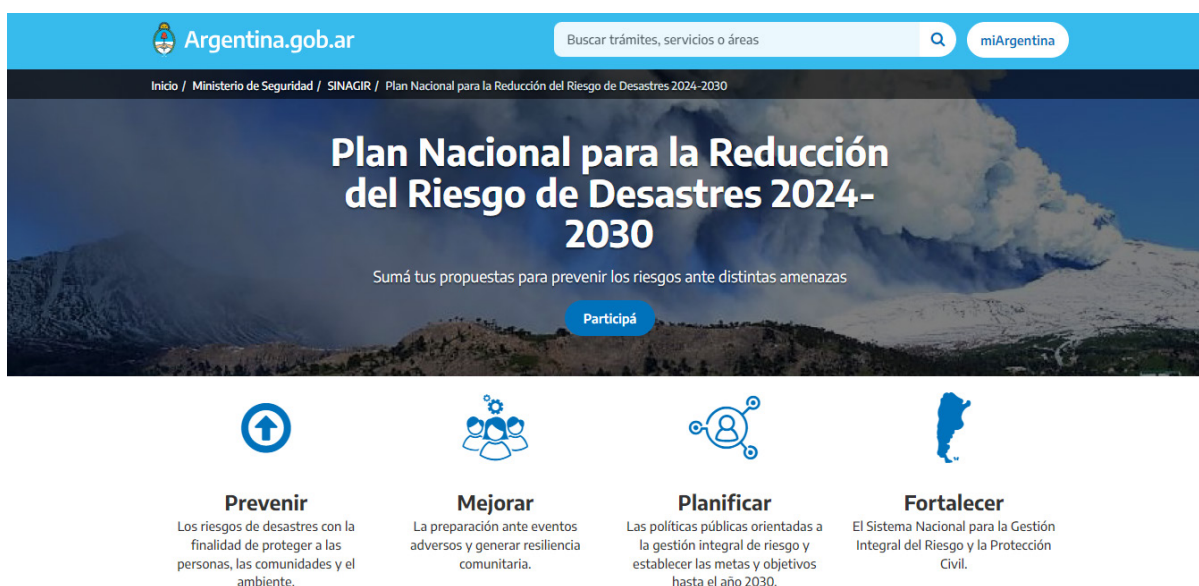 Argentina.gob.ar
Buscar trámites, servicios o áreas
miArgentina
Inicio / Ministerio de Seguridad / SINAGIR / Plan Nacional para la Reducción del Riesgo de Desastres 2024-2030
Plan Nacional para la Reducción
del Riesgo de Desastres 2024-
2030
Sumá tus propuestas para prevenir los riesgos ante distintas amenazas
Participá
Prevenir
Los riesgos de desastres con la
finalidad de proteger a las
personas, las comunidades y el
ambiente.
Mejorar
La preparación ante eventos
adversos y generar resiliencia
comunitaria.
Planificar
Las políticas públicas orientadas a
la gestión integral de riesgo y
establecer las metas y objetivos
hasta el año 2030.
Fortalecer
El Sistema Nacional para la Gestión
Integral del Riesgo y la Protección
Civil.